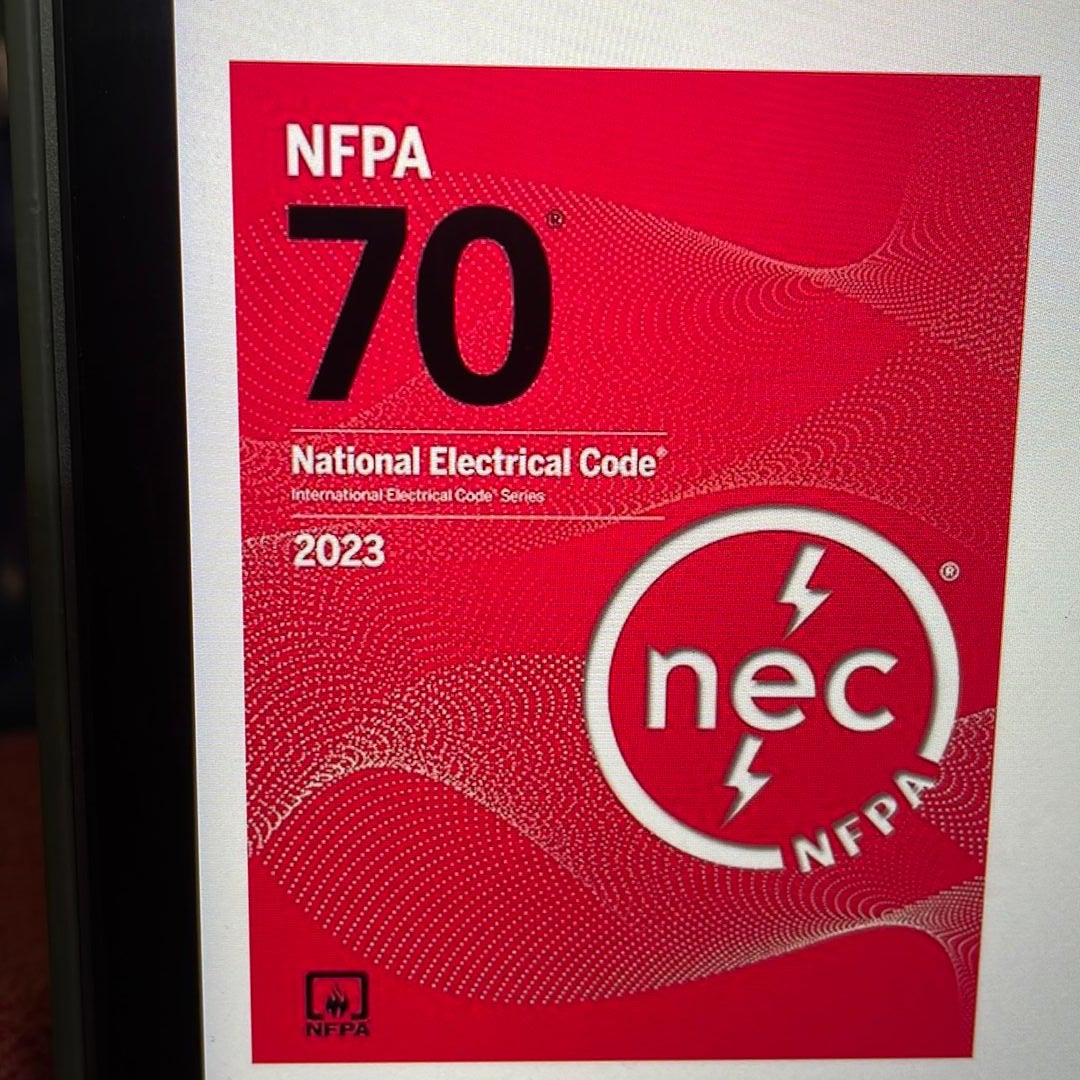 NFPA
70®
National Electrical Code®
International Electrical Code® Series
2023
nec®
NFPA
NFPA